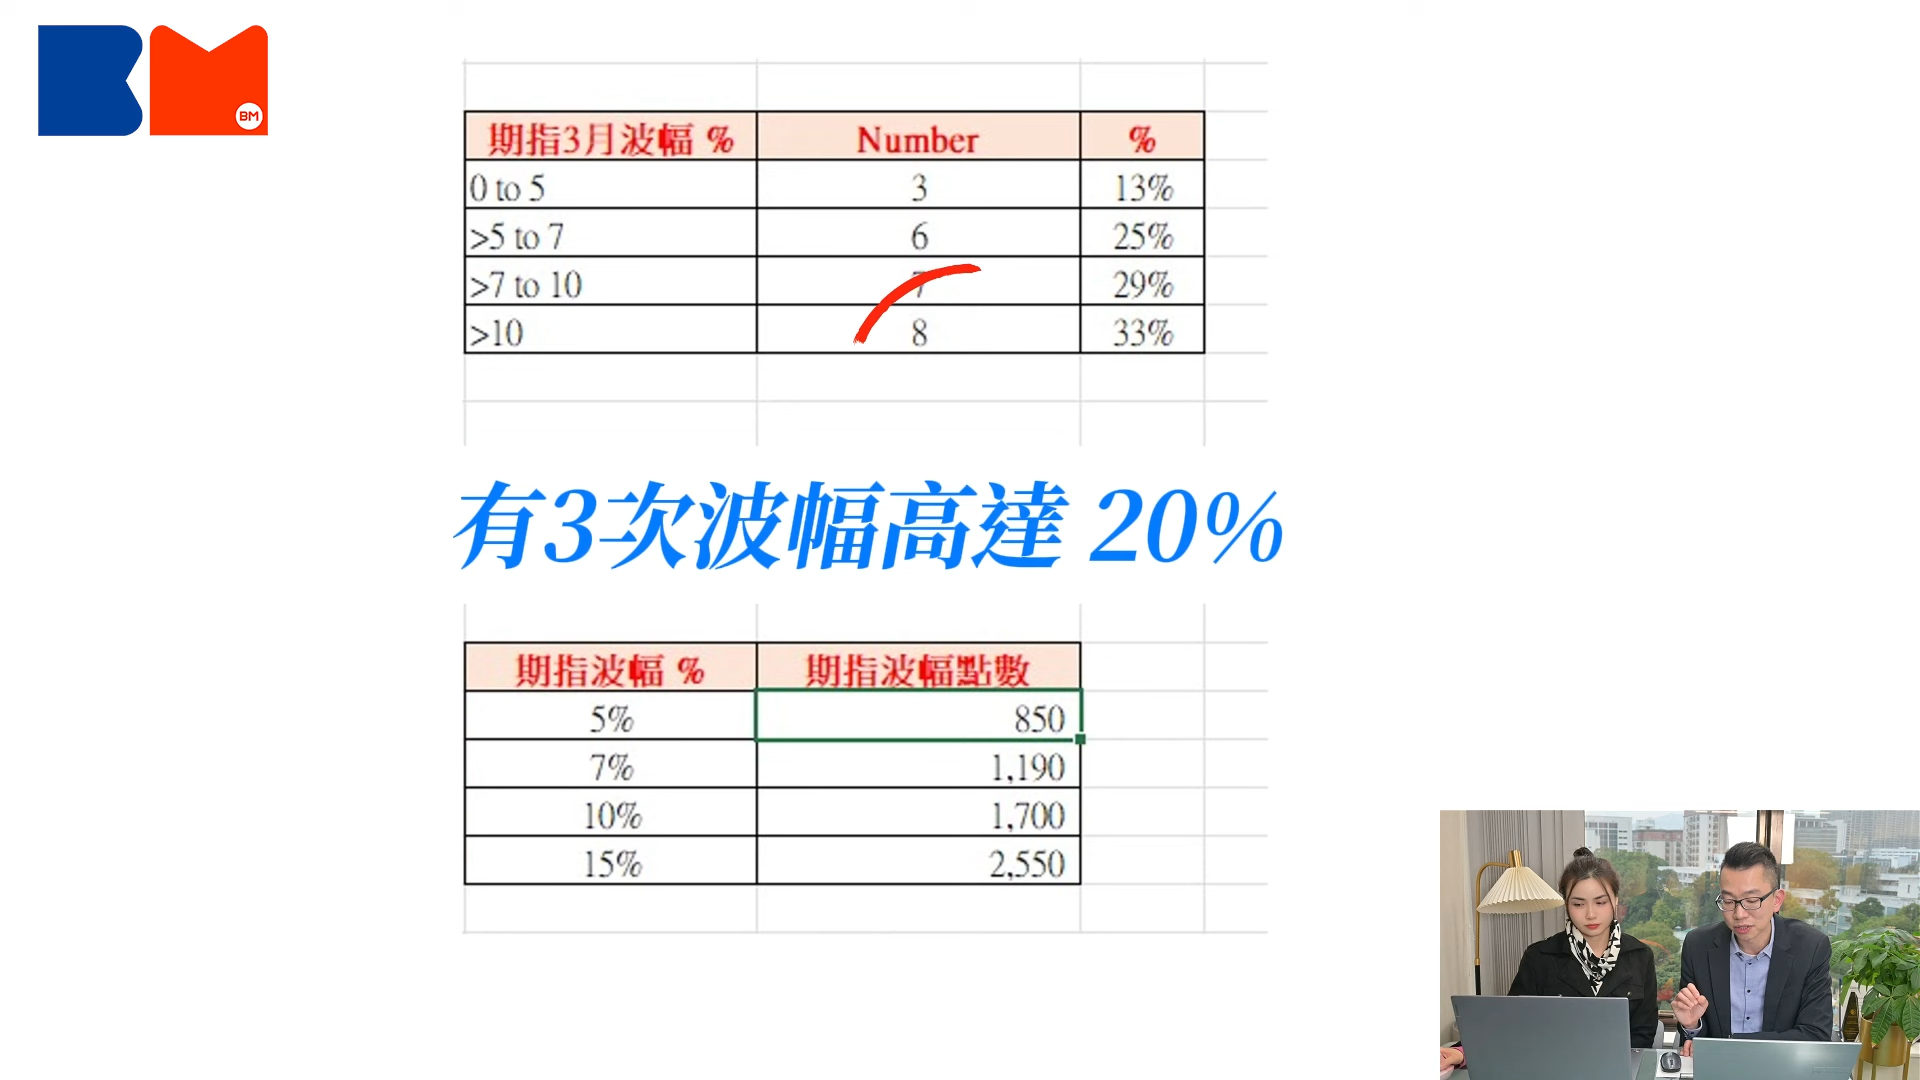 BM
期指3月波幅 % Number %
0 to 5 3 13%
>5 to 7 6 25%
>7 to 10 7 29%
>10 8 33%
有3次波幅高達 20%
期指波幅 % 期指波幅點數
5% 850
7% 1,190
10% 1,700
15% 2,550